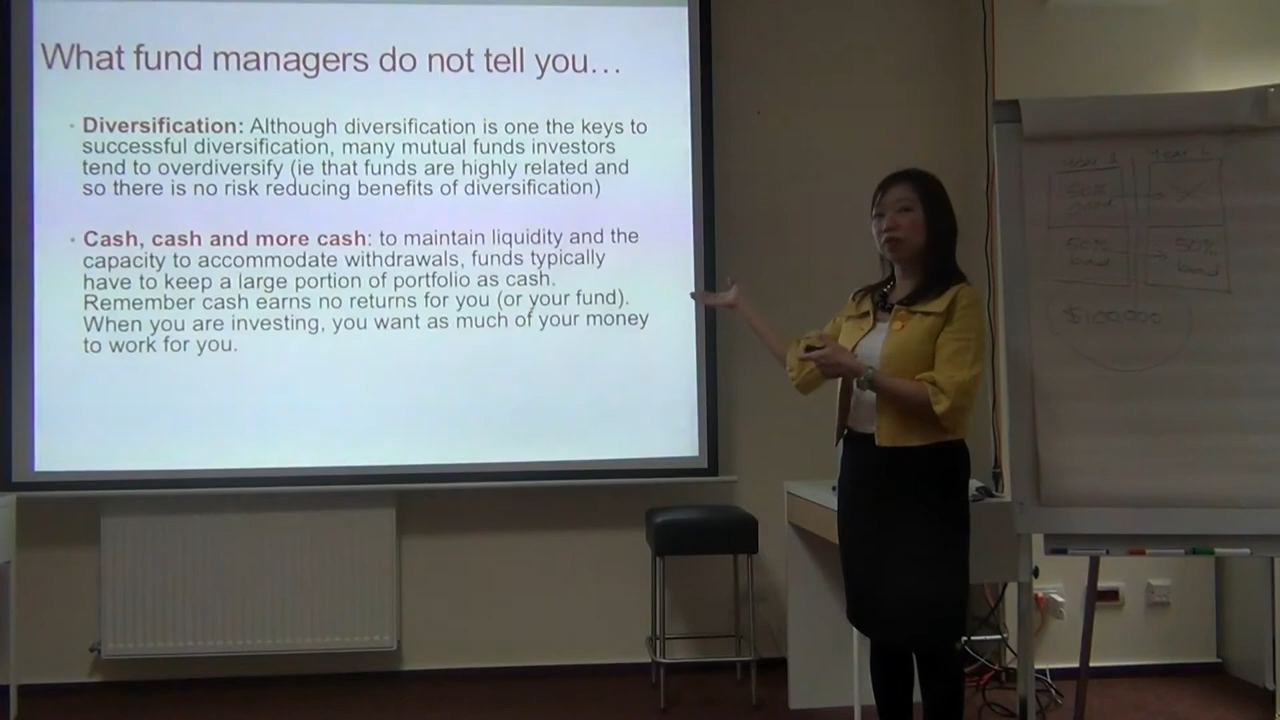 What fund managers do not tell you...
Diversification: Although diversification is one the keys to
successful diversification, many mutual funds investors
tend to overdiversify (ie that funds are highly related and
so there is no risk reducing benefits of diversification)
Cash, cash and more cash: to maintain liquidity and the
capacity to accommodate withdrawals, funds typically
have to keep a large portion of portfolio as cash.
Remember cash earns no returns for you (or your fund).
When you are investing, you want as much of your money
to work for you.
50%
50%
50%
$100,000